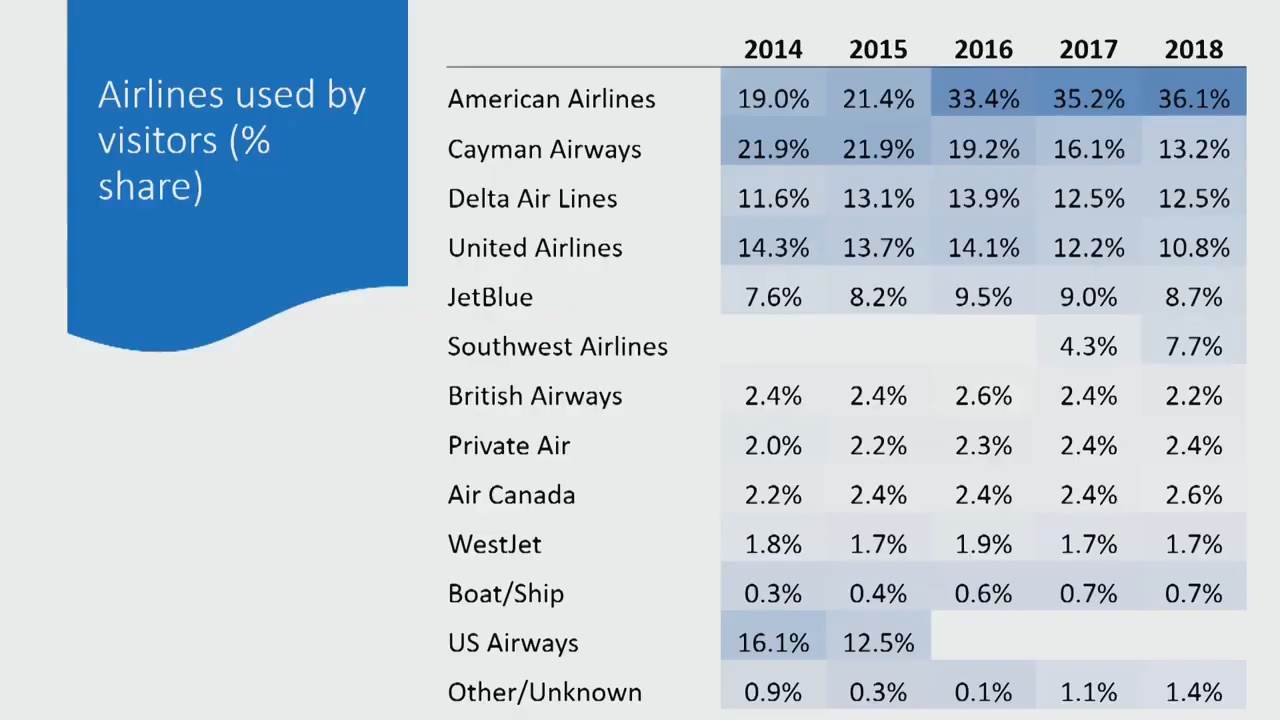 Airlines used by
visitors (%
share)
2014 2015 2016 2017 2018
American Airlines 19.0% 21.4% 33.4% 35.2% 36.1%
Cayman Airways 21.9% 21.9% 19.2% 16.1% 13.2%
Delta Air Lines 11.6% 13.1% 13.9% 12.5% 12.5%
United Airlines 14.3% 13.7% 14.1% 12.2% 10.8%
JetBlue 7.6% 8.2% 9.5% 9.0% 8.7%
Southwest Airlines 4.3% 7.7%
British Airways 2.4% 2.4% 2.6% 2.4% 2.2%
Private Air 2.0% 2.2% 2.3% 2.4% 2.4%
Air Canada 2.2% 2.4% 2.4% 2.4% 2.6%
WestJet 1.8% 1.7% 1.9% 1.7% 1.7%
Boat/Ship 0.3% 0.4% 0.6% 0.7% 0.7%
US Airways 16.1% 12.5%
Other/Unknown 0.9% 0.3% 0.1% 1.1% 1.4%